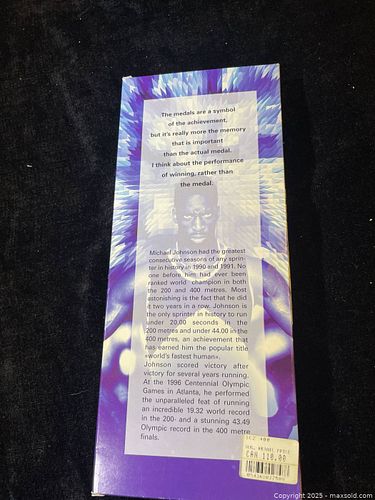 The medals are a symbol
of the achievement,
but it's really more the memory
that is important
than the actual medal.
I think about the performance
of winning, rather than
the medal.
Michael Johnson had the greatest
consecutive seasons of any sprin-
ter in history in 1990 and 1991. No
one before him had ever been
ranked world champion in both
the 200 and 400 metres. Most
astonishing is the fact that he did
it two years in a row. Johnson is
the only sprinter in history to run
under 20,00 seconds in the
200 metres and under 44.00 in the
400 metres, an achievement that
has earned him the popular title
«world's fastest human».
Johnson scored victory after
victory for several years running.
At the 1996 Centennial Olympic
Games in Atlanta, he performed
the unparalleled feat of running
an incredible 19.32 world record
in the 200- and a stunning 43.49
Olympic record in the 400 metre
finals.
CAN 110.00
Copyright 2025 - maxsold.com